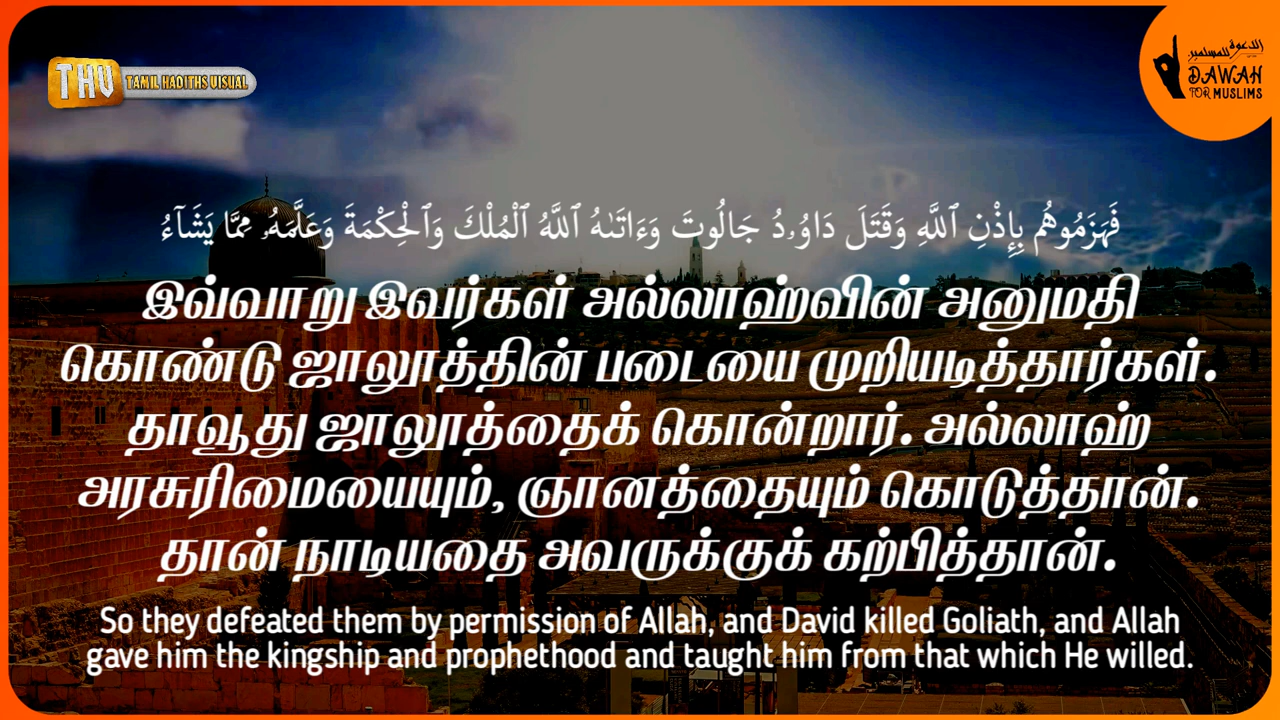 THV TAMIL HADITHS VISUAL
الدعوة للمسلمين
DAWAH
FOR MUSLIMS
فَهَزَمُوهُم بِإِذْنِ ٱللَّهِ وَقَتَلَ دَاوُۥدُ جَالُوتَ وَءَاتَىٰهُ ٱللَّهُ ٱلْمُلْكَ وَٱلْحِكْمَةَ وَعَلَّمَهُۥ مِمَّا يَشَآءُ
இவ்வாறு இவர்கள் அல்லாஹ்வின் அனுமதி
கொண்டு ஜாலூத்தின் படையை முறியடித்தார்கள்.
தாவூது ஜாலூத்தைக் கொன்றார். அல்லாஹ்
அரசுரிமையையும், ஞானத்தையும் கொடுத்தான்.
தான் நாடியதை அவருக்குக் கற்பித்தான்.
So they defeated them by permission of Allah, and David killed Goliath, and Allah
gave him the kingship and prophethood and taught him from that which He willed.